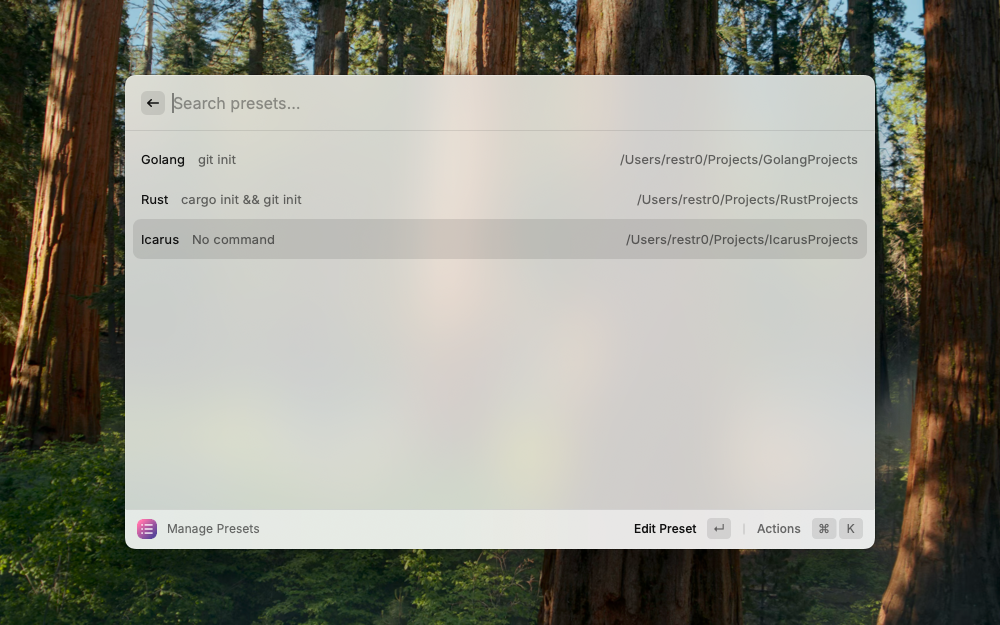 Search presets...
Golang git init /Users/restr0/Projects/GolangProjects
Rust cargo init && git init /Users/restr0/Projects/RustProjects
Icarus No command /Users/restr0/Projects/IcarusProjects
Manage Presets Edit Preset ↵ | Actions ⌘ K